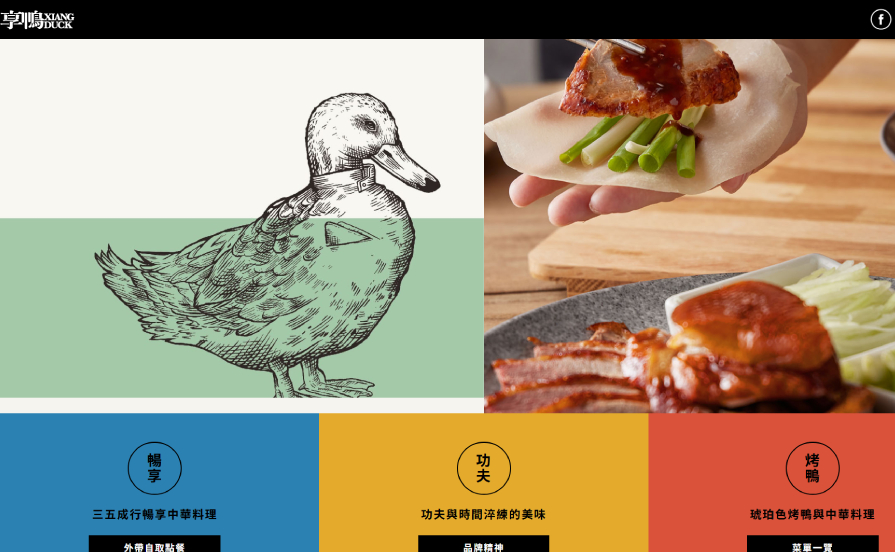 享鴨 XIANG DUCK
f
暢享
功夫
烤鴨
三五成行暢享中華料理
功夫與時間淬練的美味
琥珀色烤鴨與中華料理
外帶自取點餐
品牌精神
菜單一覽